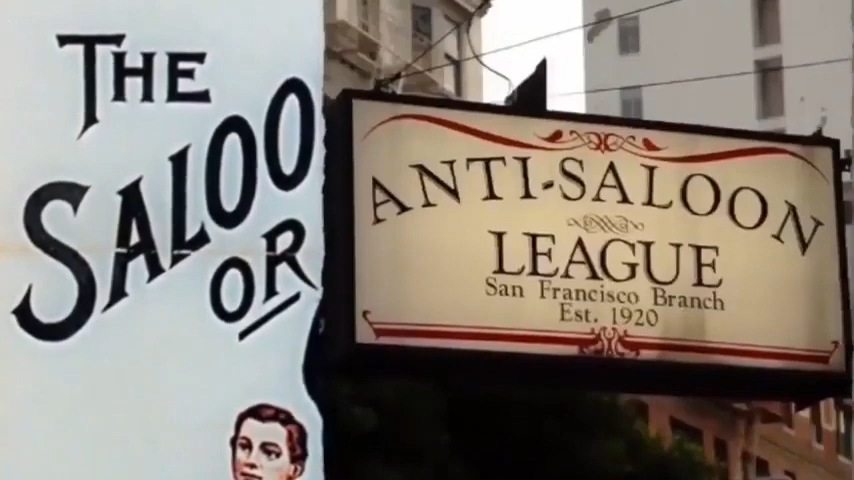 THE
SALOO
OR
ANTI-SALOON
LEAGUE
San Francisco Branch
Est. 1920